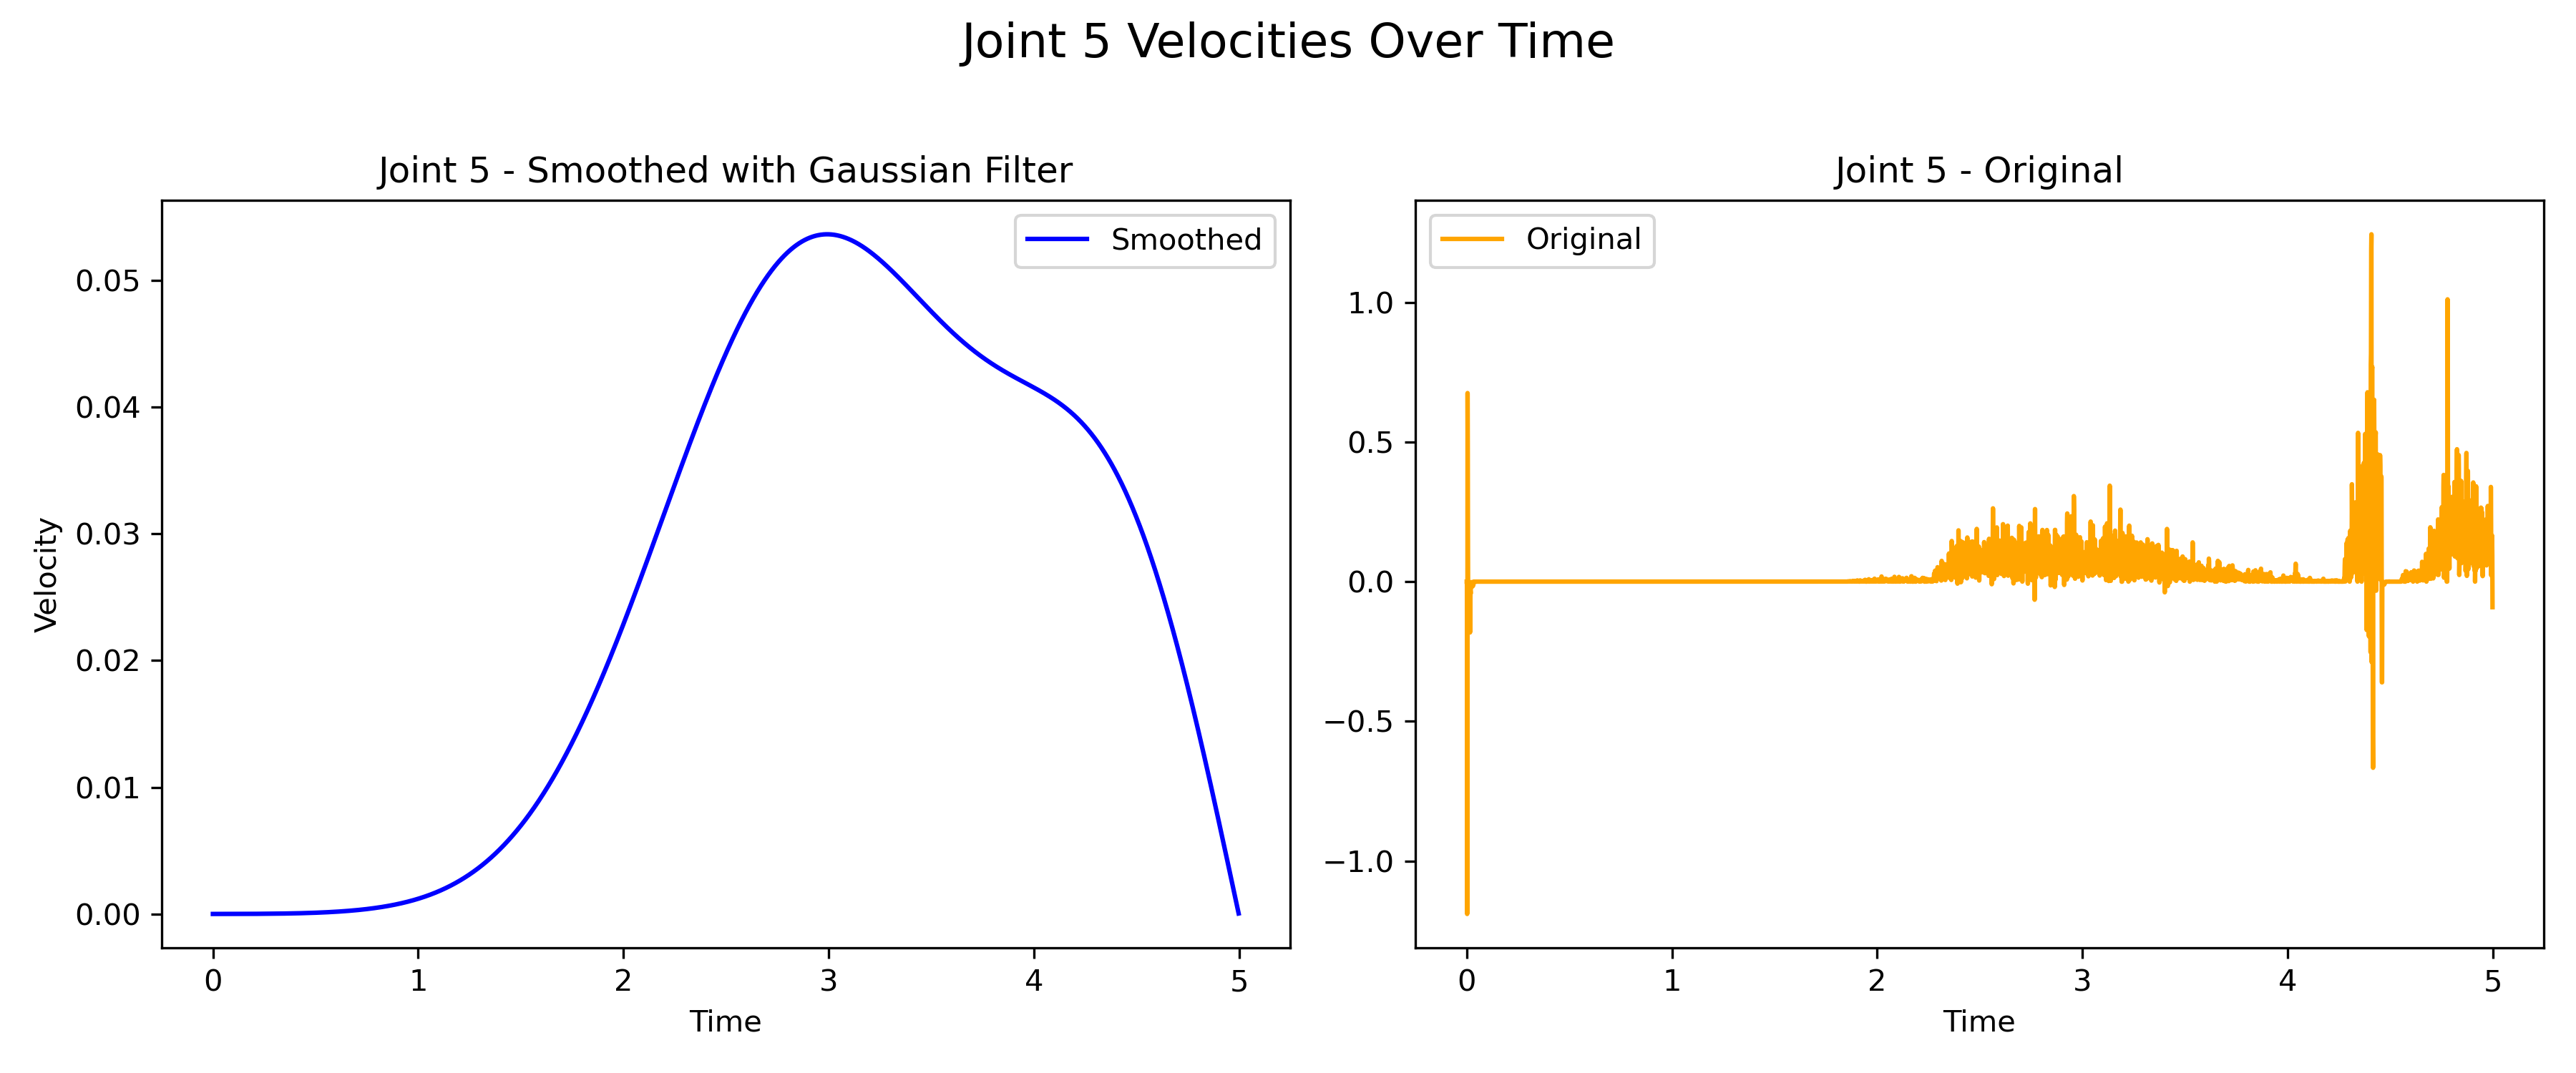 Joint 5 Velocities Over Time
Joint 5 - Smoothed with Gaussian Filter
Smoothed
Velocity
0.05
0.04
0.03
0.02
0.01
0.00
0 1 2 3 4 5
Time
Joint 5 - Original
Original
1.0
0.5
0.0
−0.5
−1.0
0 1 2 3 4 5
Time